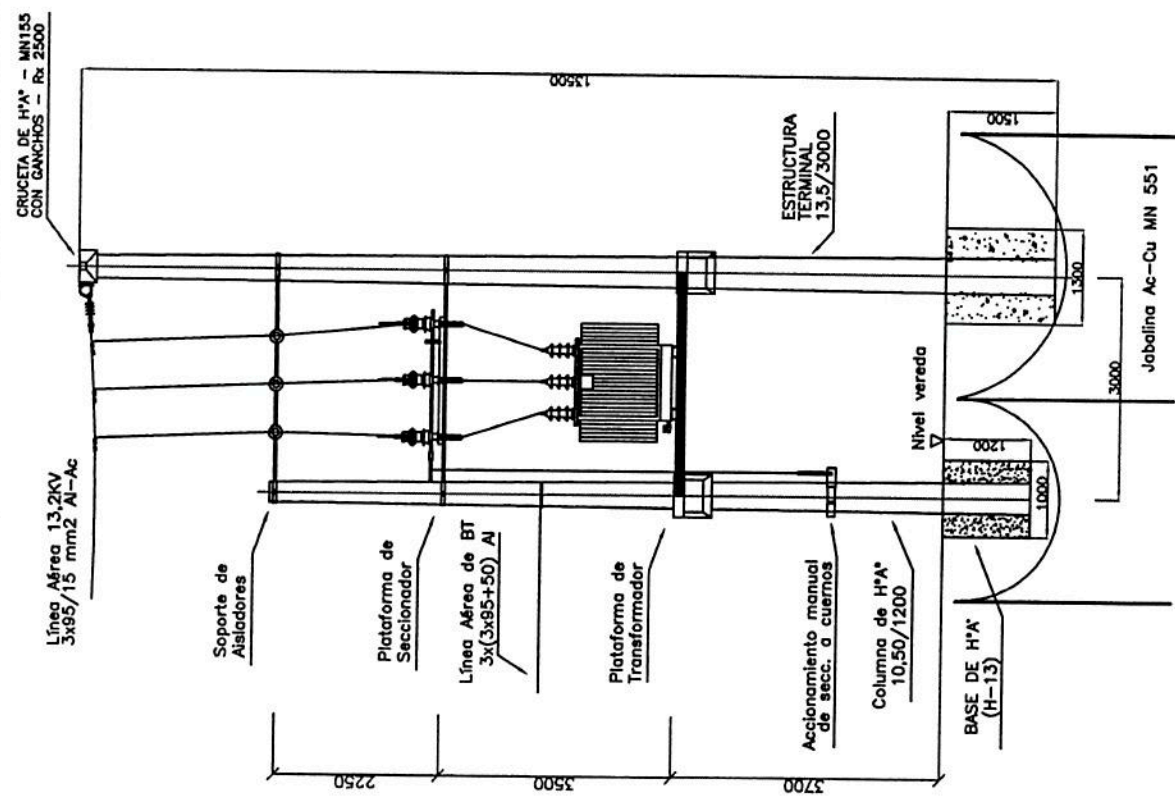 CRUCETA DE H°A° - MN155
CON GANCHOS - Rx 2500
Línea Aérea 13,2KV
3x95/15 mm2 Al-Ac
13500
Soporte de
Aisladores
2250
Plataforma de
Seccionador
Línea Aérea de BT
3x(3x95+50) Al
3500
Plataforma de
Transformador
ESTRUCTURA
TERMINAL
13,5/3000
Accionamiento manual
de secc. a cuernos
3700
Columna de H°A°
10,50/1200
Nivel vereda
1500
1200
BASE DE H°A°
(H-13)
1000
1300
3000
Jabalina Ac-Cu MN 551